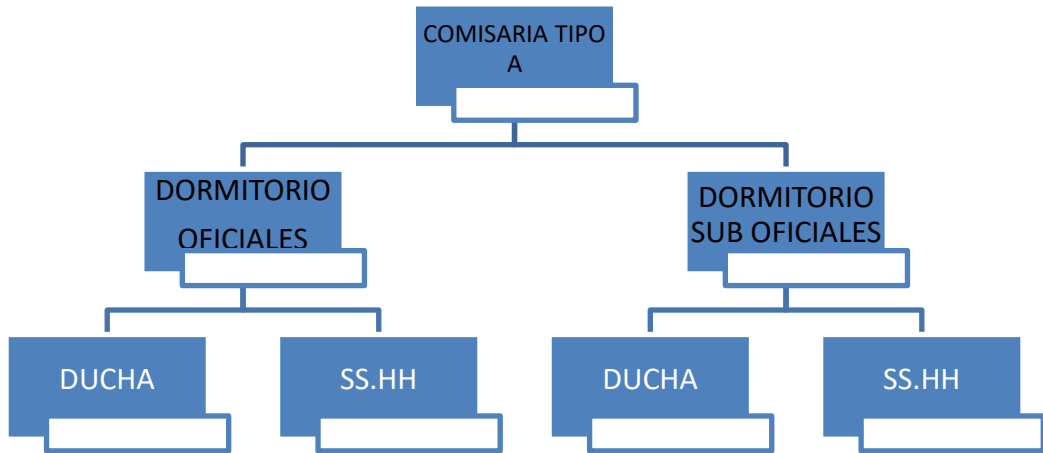 COMISARIA TIPO
A
DORMITORIO
OFICIALES
DORMITORIO
SUB OFICIALES
DUCHA
SS.HH
DUCHA
SS.HH